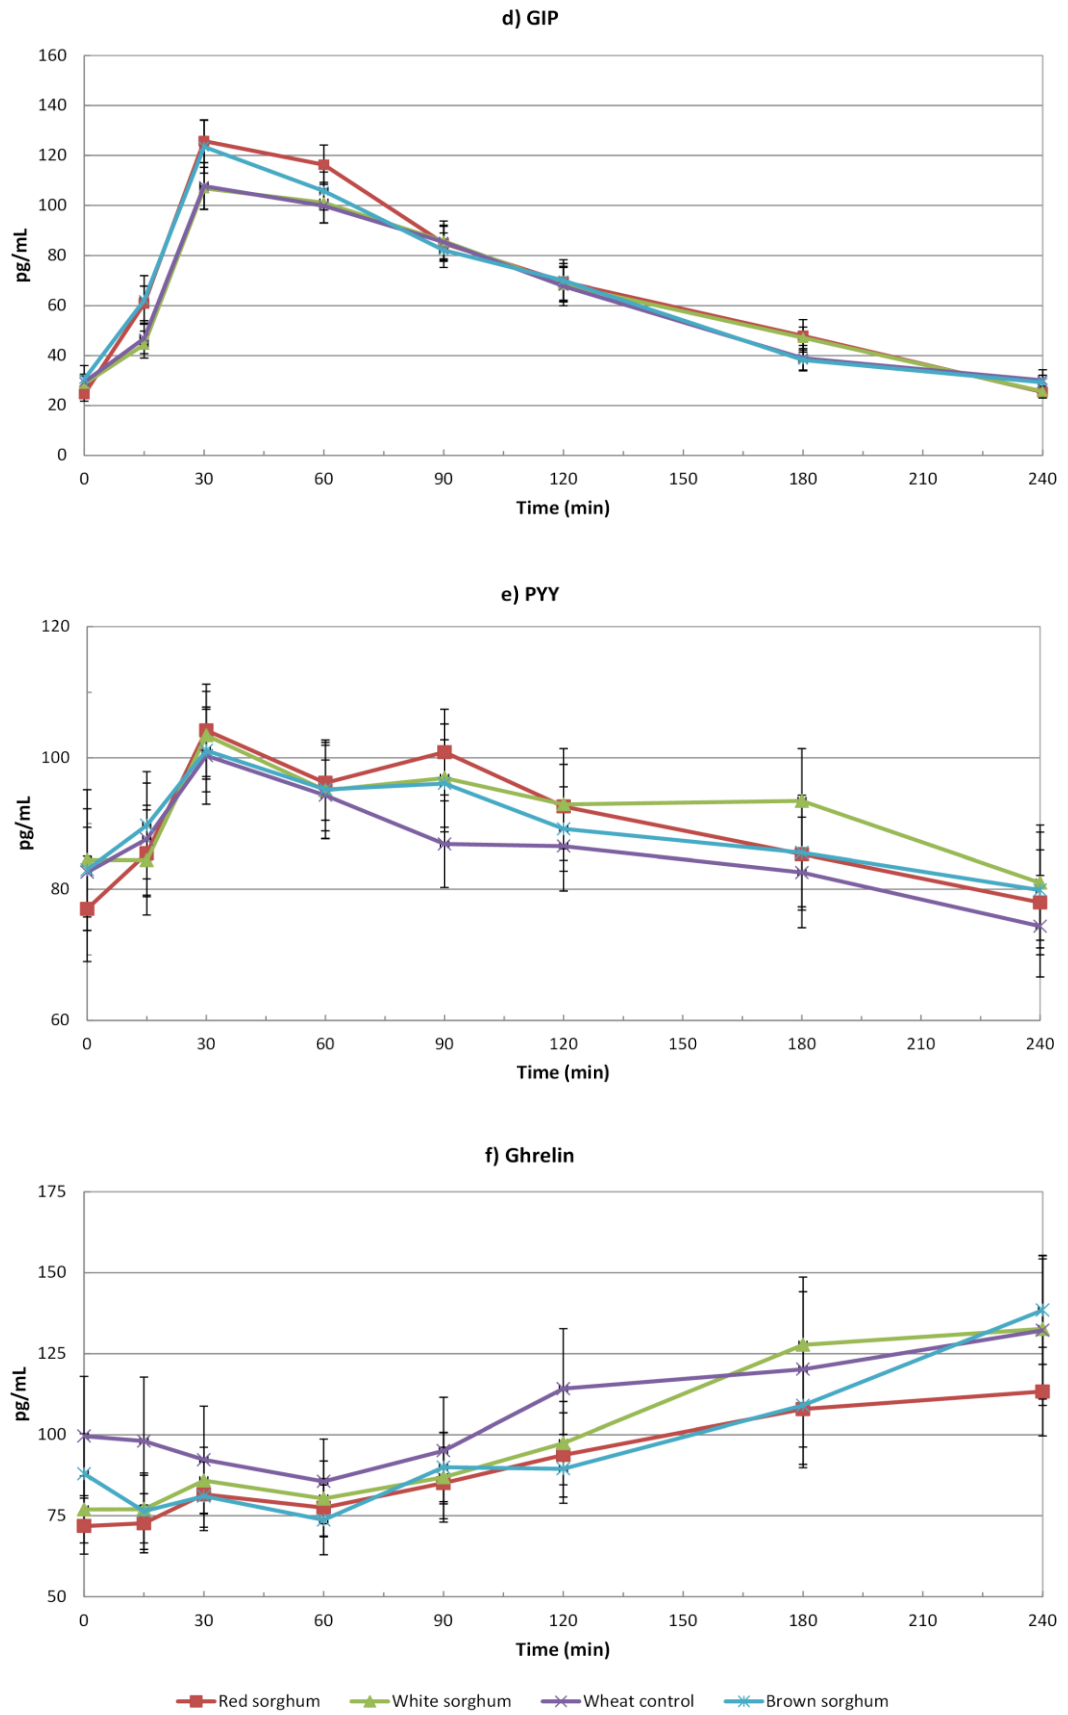 d) GIP
160
140
120
100
80
60
40
20
0
pg/mL
0 30 60 90 120 150 180 210 240
Time (min)
e) PYY
120
100
80
60
pg/mL
0 30 60 90 120 150 180 210 240
Time (min)
f) Ghrelin
175
150
125
100
75
50
pg/mL
0 30 60 90 120 150 180 210 240
Time (min)
Red sorghum White sorghum Wheat control Brown sorghum